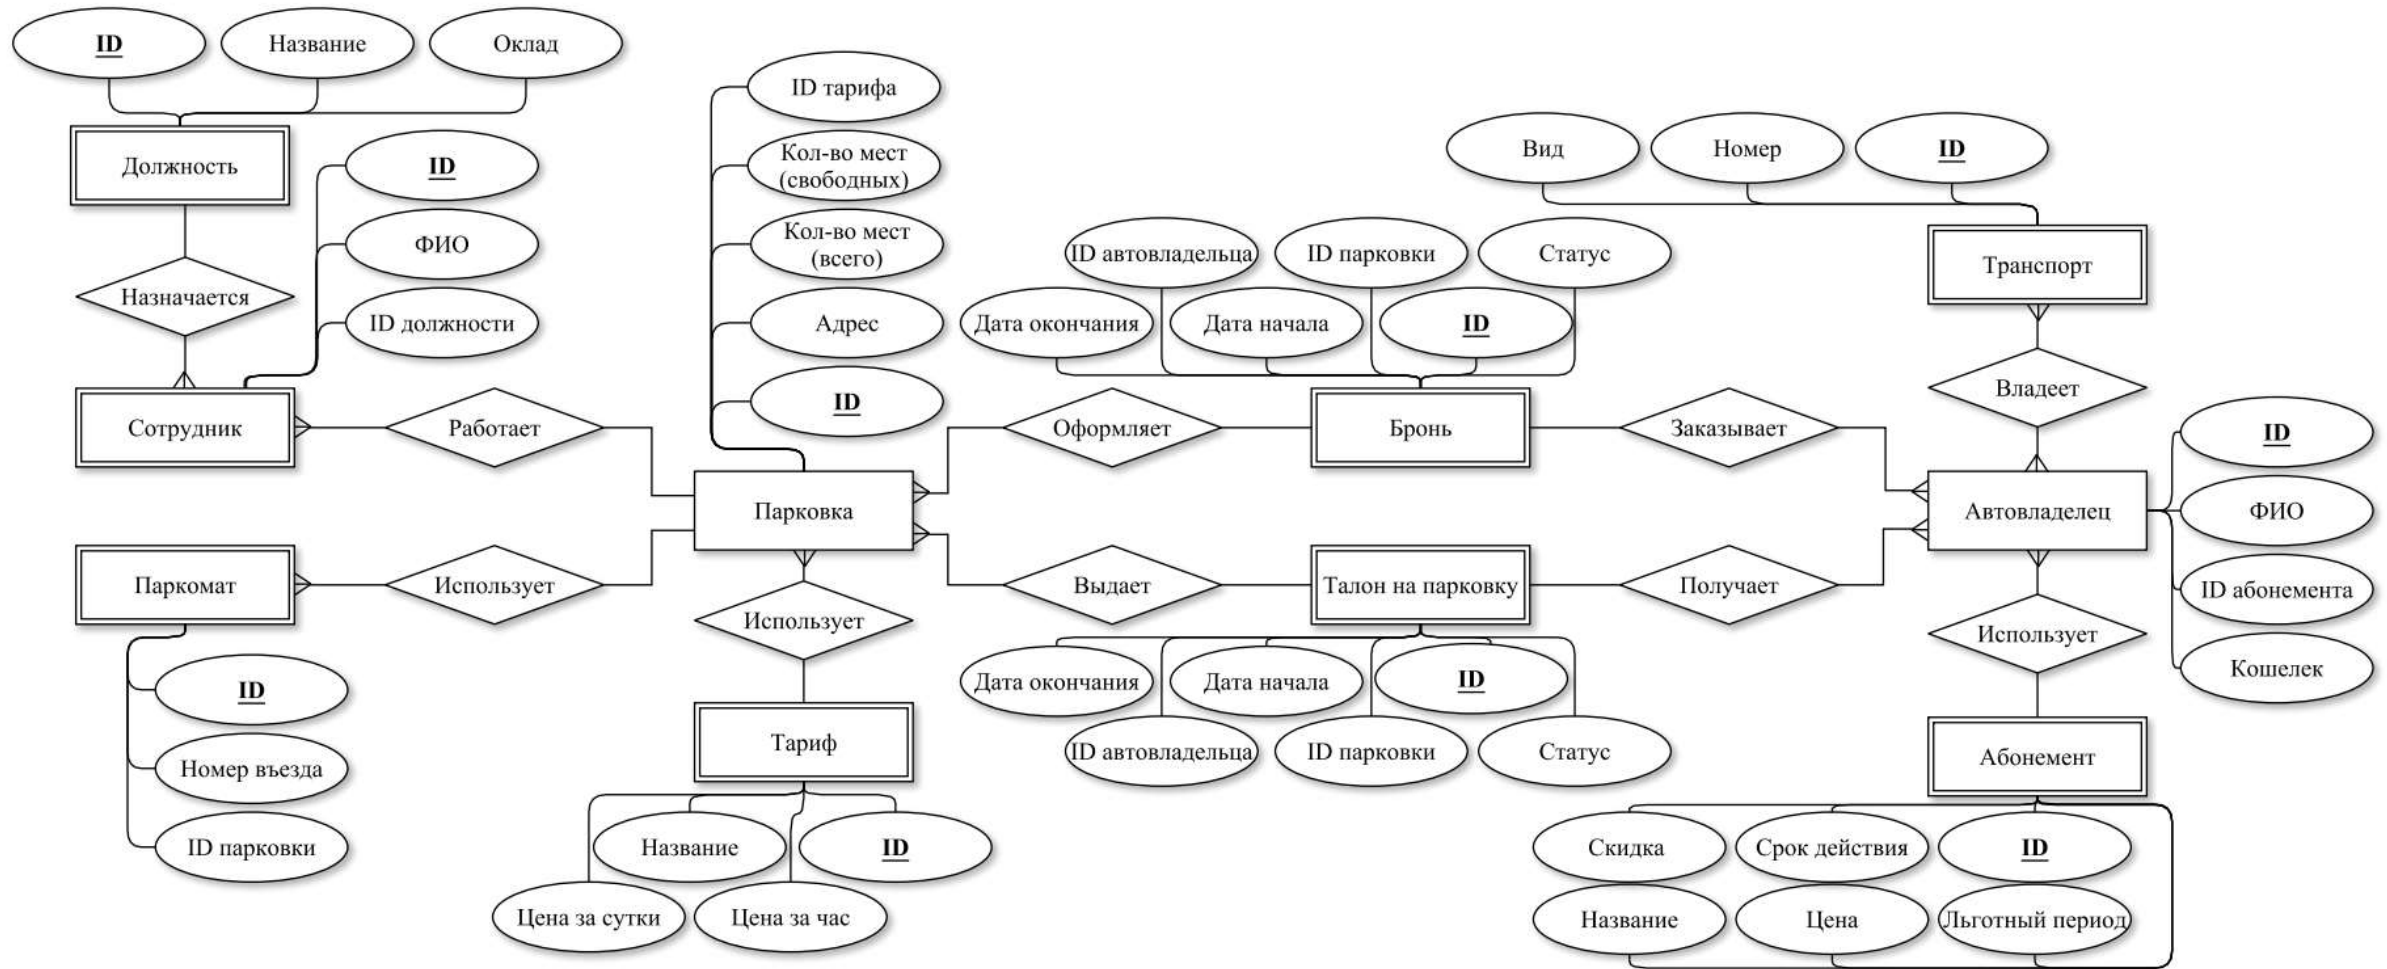 ID
Название
Оклад
ID тарифа
Должность
ID
Кол-во мест
(свободных)
Вид
Номер
ID
ФИО
Кол-во мест
(всего)
ID автовладельца
ID парковки
Статус
Транспорт
Назначается
ID должности
Адрес
Дата окончания
Дата начала
ID
Владеет
ID
Сотрудник
Работает
Оформляет
Бронь
Заказывает
ID
Парковка
Автовладелец
ФИО
Паркомат
Использует
Выдает
Талон на парковку
Получает
ID абонемента
Использует
Использует
Кошелек
ID
Дата окончания
Дата начала
ID
Тариф
ID автовладельца
ID парковки
Статус
Абонемент
Номер въезда
ID парковки
Название
ID
Скидка
Срок действия
ID
Цена за сутки
Цена за час
Название
Цена
Льготный период